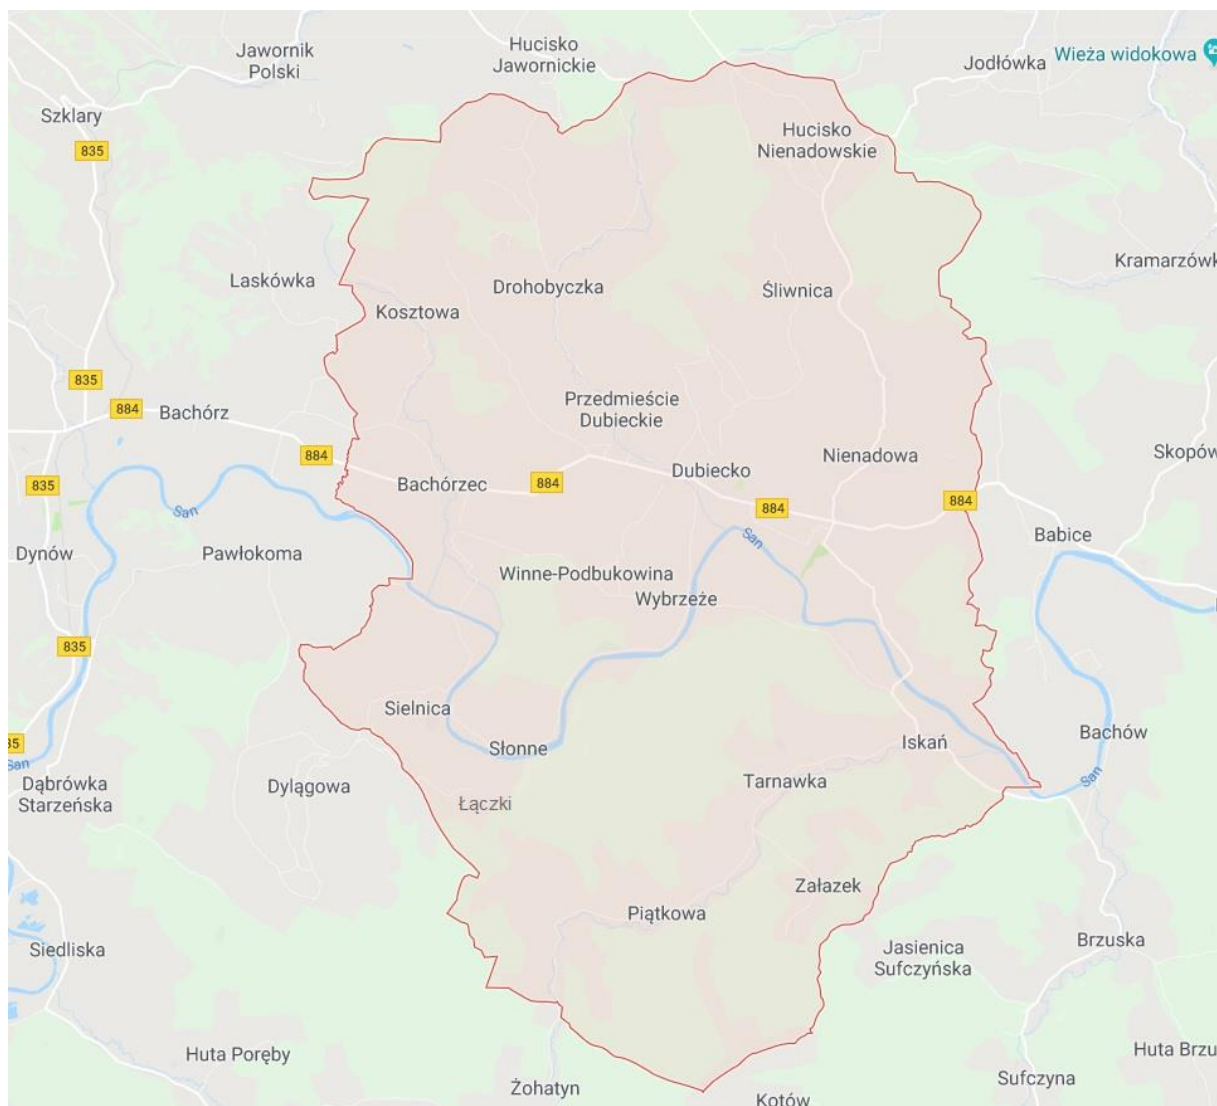 Jawornik
Polski
Hucisko
Jawornickie
Jodłówka
Wieża widokowa
Szklary
835
Hucisko
Nienadowskie
Kramarzówk
Laskówka
Drohobyczka
Śliwnica
Kosztowa
835
884
Bachórz
Przedmieście
Dubieckie
884
Skopów
Nienadowa
Dubiecko
835
Bachórzec
884
884
884
San
Babice
San
Dynów
Pawłokoma
Winne-Podbukowina
Wybrzeże
835
Sielnica
Bachów
35
Słonne
Iskań
San
San
Dąbrówka
Starzeńska
Dylągowa
Tarnawka
Łączki
Załazek
Piątkowa
Siedliska
Jasienica
Sufczyńska
Brzuska
Huta Poręby
Huta Brzu
Żohatyn
Sufczyna
Kotów